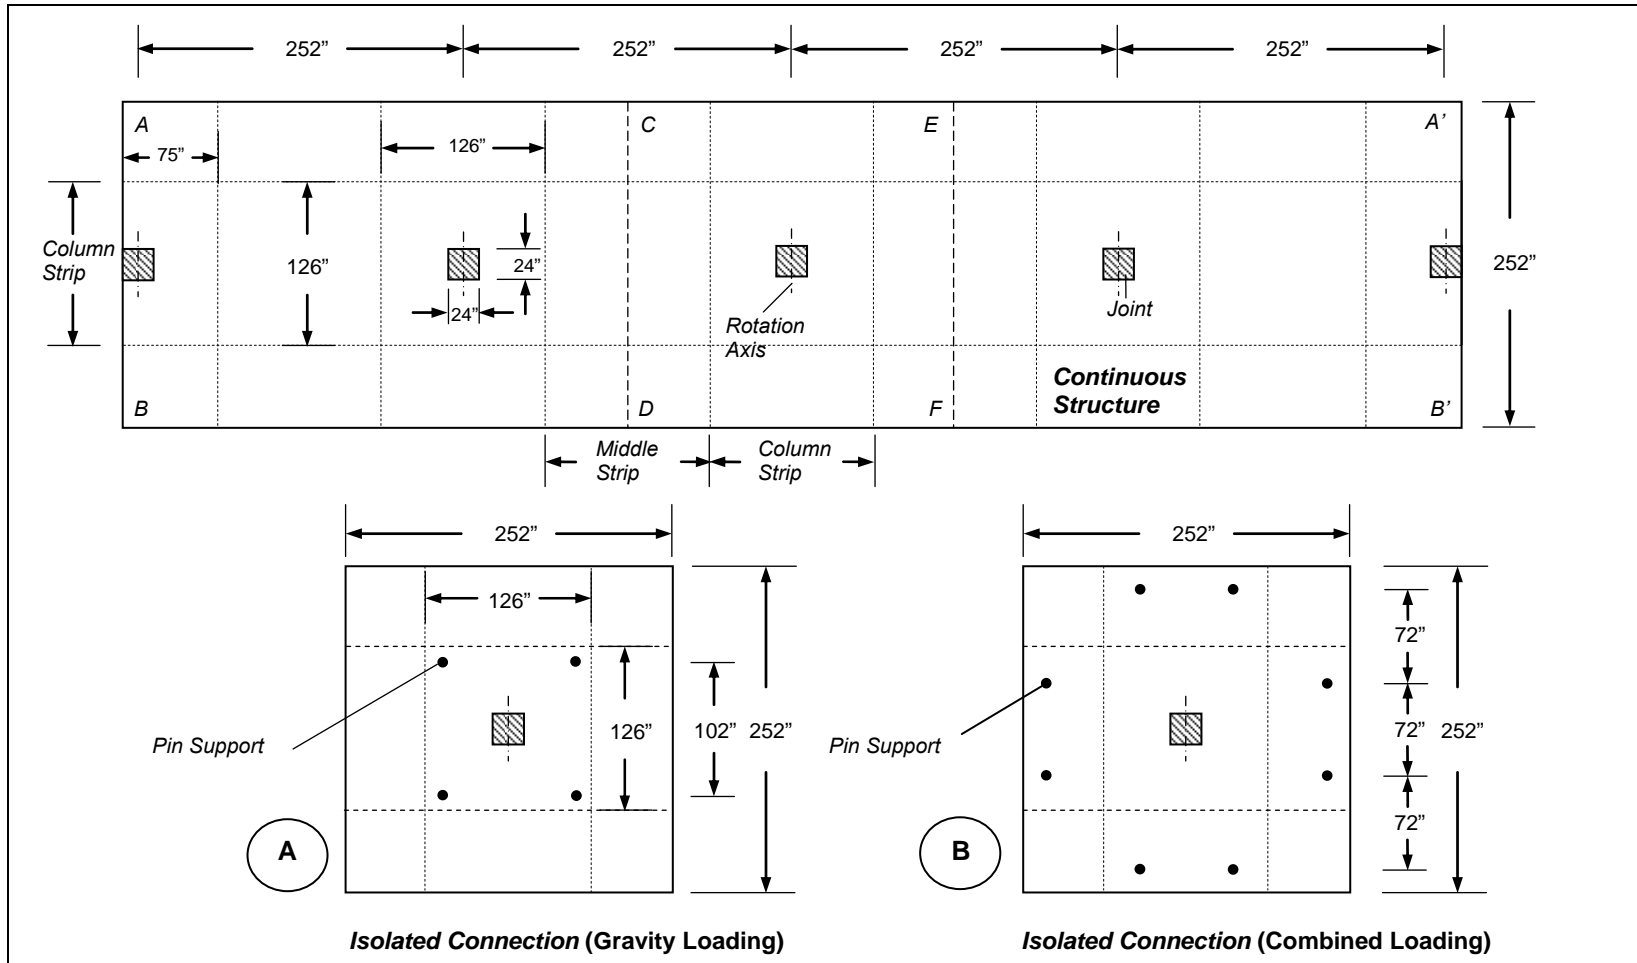 252” 252” 252” 252”
A C E A’
75” 126”
Column
Strip
126” 24” 252”
24” Joint
Rotation
Axis
Continuous
Structure
B D F B’
Middle
Strip
Column
Strip
252” 252”
126” 72”
Pin Support 126” 102” 252” Pin Support 72” 252”
72”
A B
Isolated Connection (Gravity Loading) Isolated Connection (Combined Loading)